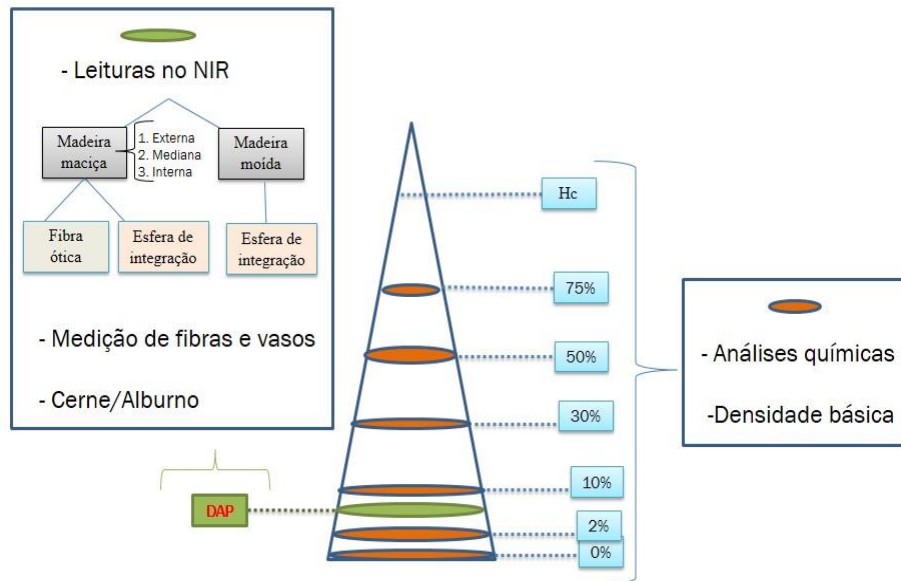 - Leituras no NIR
Madeira
maciça
1. Externa
2. Mediana
3. Interna
Madeira
moída
Fibra
ótica
Esfera de
integração
Esfera de
integração
- Medição de fibras e vasos
- Cerne/Alburno
DAP
Hc
75%
50%
30%
10%
2%
0%
- Análises químicas
-Densidade básica